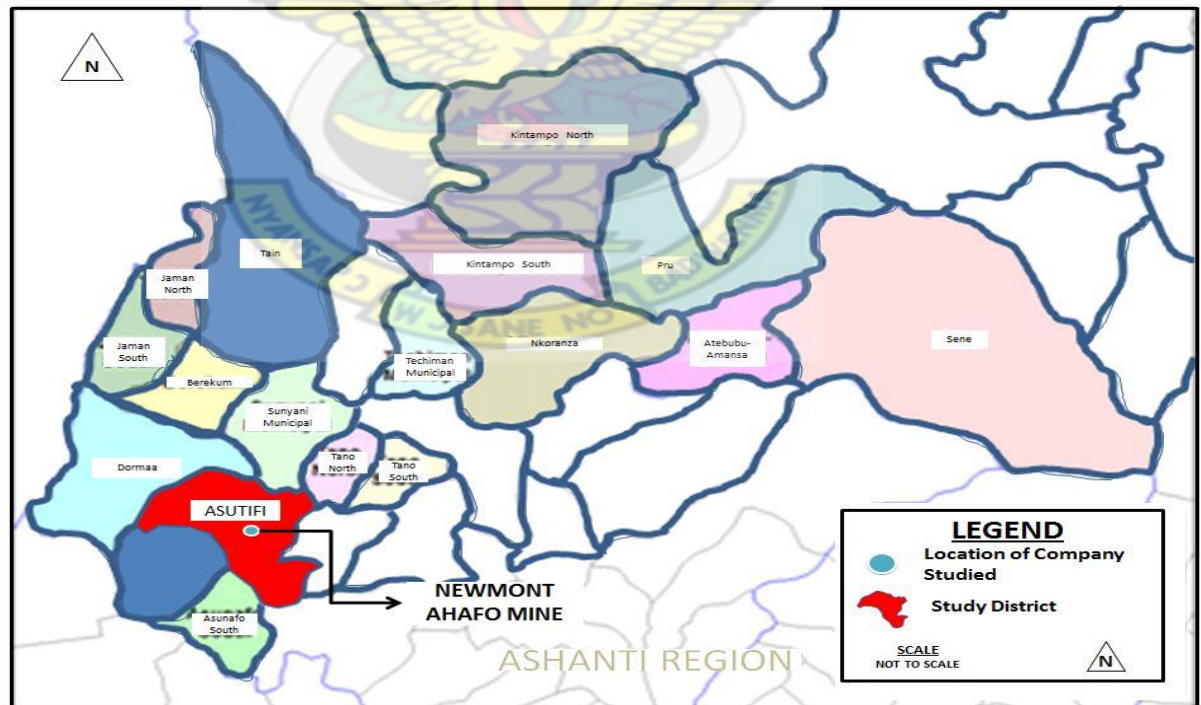 N
Kintampo North
Tain
Kintampo South
Pru
Jaman
North
Jaman
South
Nkoranza
Atebubu-
Amansa
Sene
Techiman
Municipal
Berekum
Sunyani
Municipal
Dormaa
Tano
North
Tano
South
ASUTIFI
NEWMONT
AHAFO MINE
Asunafo
South
ASHANTI REGION
LEGEND
Location of Company
Studied
Study District
SCALE
NOT TO SCALE
N